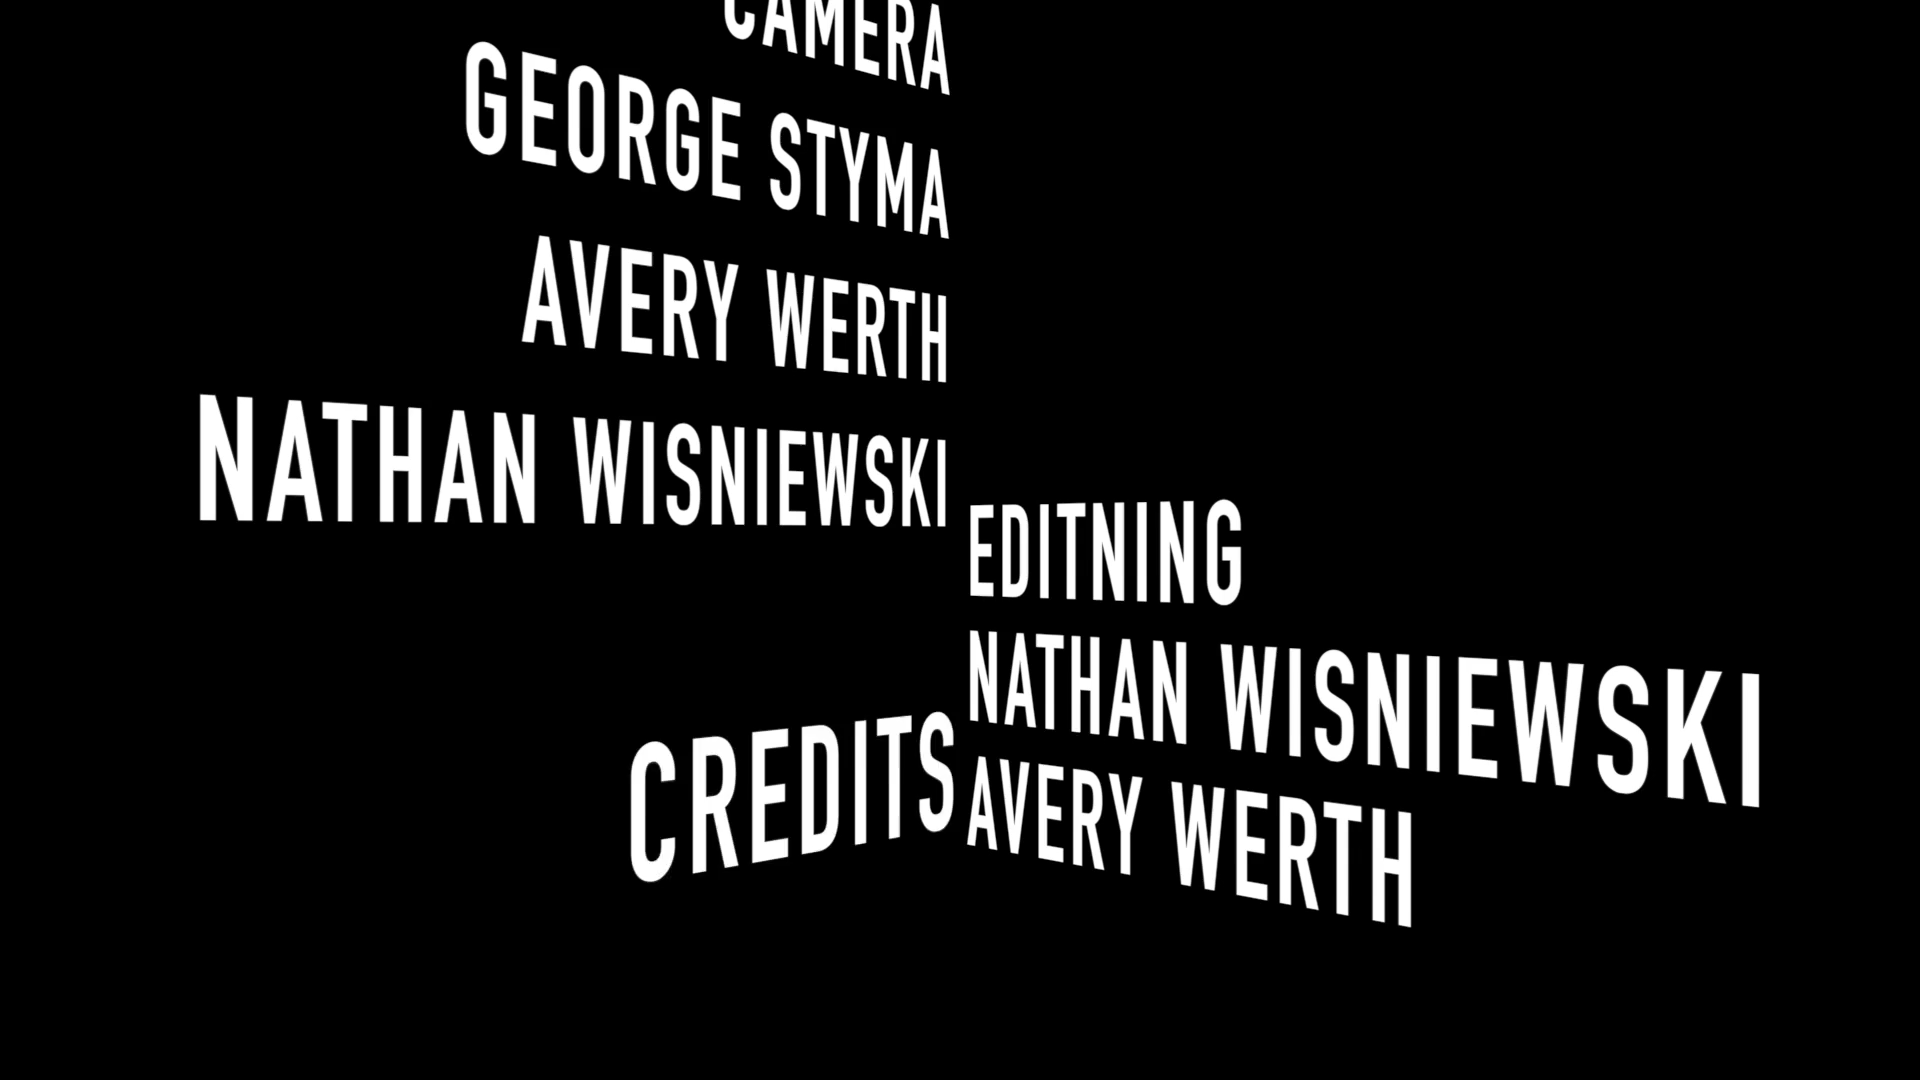 CAMERA
GEORGE STYMA
AVERY WERTH
NATHAN WISNIEWSKI
EDITNING
NATHAN WISNIEWSKI
AVERY WERTH
CREDITS